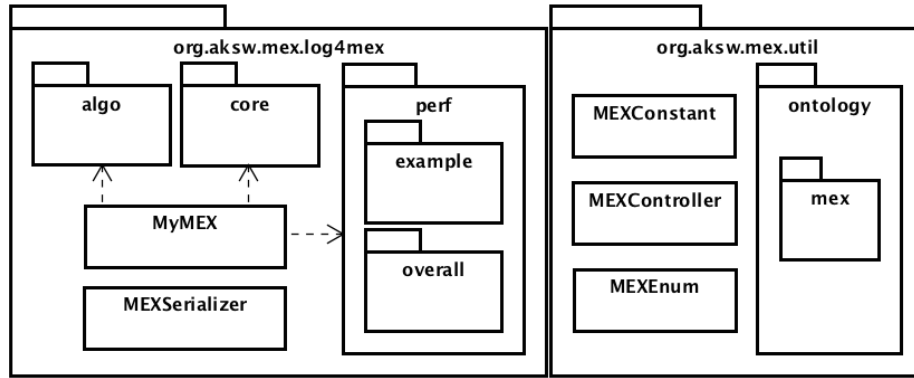 org.aksw.mex.log4mex
algo
core
perf
example
MyMEX
overall
MEXSerializer
org.aksw.mex.util
MEXConstant
ontology
MEXController
mex
MEXEnum